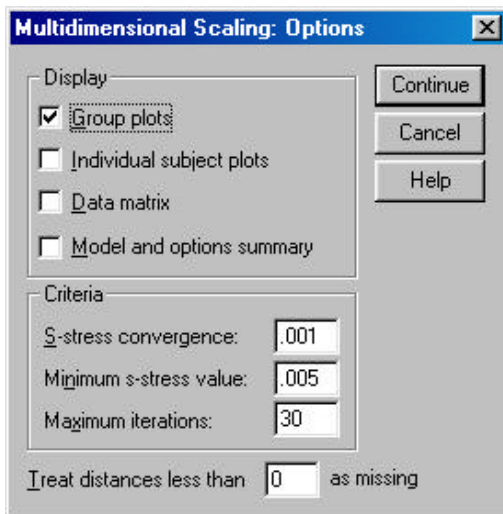 Multidimensional Scaling: Options
Display
Group plots
Individual subject plots
Data matrix
Model and options summary
Continue
Cancel
Help
Criteria
S-stress convergence: .001
Minimum s-stress value: .005
Maximum iterations: 30
Treat distances less than 0 as missing